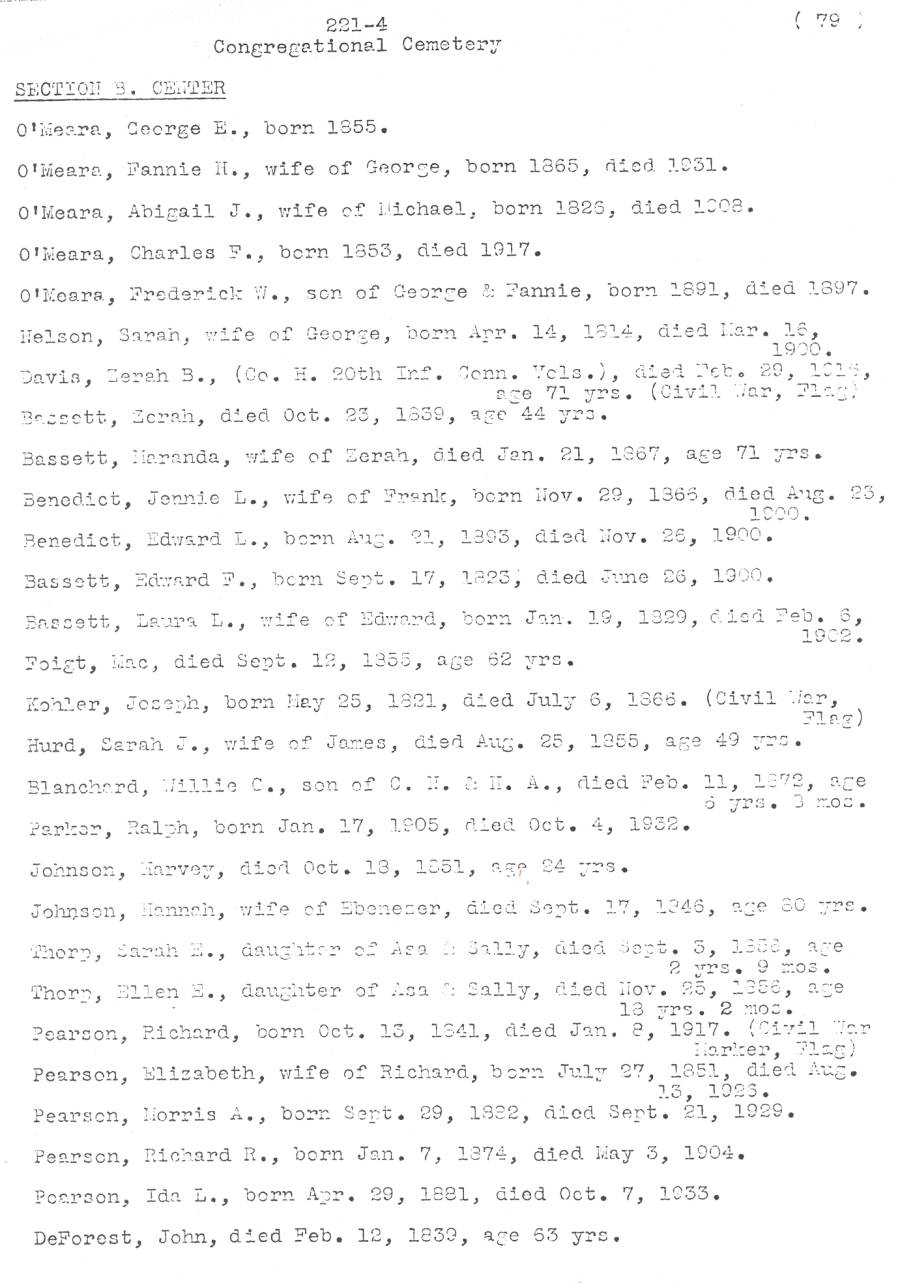 221-4
( 79 )
Congregational Cemetery
SECTION B. CENTER
O'Meara, George E., born 1855.
O'Meara, Fannie H., wife of George, born 1865, died 1931.
O'Meara, Abigail J., wife of Michael, born 1826, died 1908.
O'Meara, Charles F., born 1853, died 1917.
O'Meara, Frederick W., son of George & Fannie, born 1891, died 1897.
Nelson, Sarah, wife of George, born Apr. 14, 1814, died Mar. 16,
1900.
Davis, Zerah B., (Co. H. 20th Inf. Conn. Vols.), died Feb. 29, 1916,
age 71 yrs. (Civil War, Flag)
Bassett, Zerah, died Oct. 23, 1839, age 44 yrs.
Bassett, Maranda, wife of Zerah, died Jan. 21, 1867, age 71 yrs.
Benedict, Jennie L., wife of Frank, born Nov. 29, 1866, died Aug. 23,
1900.
Benedict, Edward L., born Aug. 21, 1893, died Nov. 26, 1900.
Bassett, Edward F., born Sept. 17, 1823, died June 26, 1900.
Bassett, Laura L., wife of Edward, born Jan. 19, 1829, died Feb. 6,
1902.
Foigt, Mac, died Sept. 12, 1855, age 62 yrs.
Kohler, Joseph, born May 25, 1821, died July 6, 1866. (Civil War,
Flag)
Hurd, Sarah J., wife of James, died Aug. 25, 1855, age 49 yrs.
Blanchard, Willie C., son of C. N. & H. A., died Feb. 11, 1872, age
6 yrs. 3 mos.
Parker, Ralph, born Jan. 17, 1905, died Oct. 4, 1932.
Johnson, Harvey, died Oct. 18, 1851, age 24 yrs.
Johnson, Hannah, wife of Ebenezer, died Sept. 17, 1846, age 80 yrs.
Thorp, Sarah E., daughter of Asa & Sally, died Sept. 3, 1836, age
2 yrs. 9 mos.
Thorp, Ellen E., daughter of Asa & Sally, died Nov. 25, 1856, age
18 yrs. 2 mos.
Pearson, Richard, born Oct. 13, 1841, died Jan. 8, 1917. (Civil War
Marker, Flag)
Pearson, Elizabeth, wife of Richard, born July 27, 1851, died Aug.
13, 1926.
Pearson, Morris A., born Sept. 29, 1882, died Sept. 21, 1929.
Pearson, Richard R., born Jan. 7, 1874, died May 3, 1904.
Pearson, Ida L., born Apr. 29, 1881, died Oct. 7, 1933.
DeForest, John, died Feb. 12, 1839, age 63 yrs.